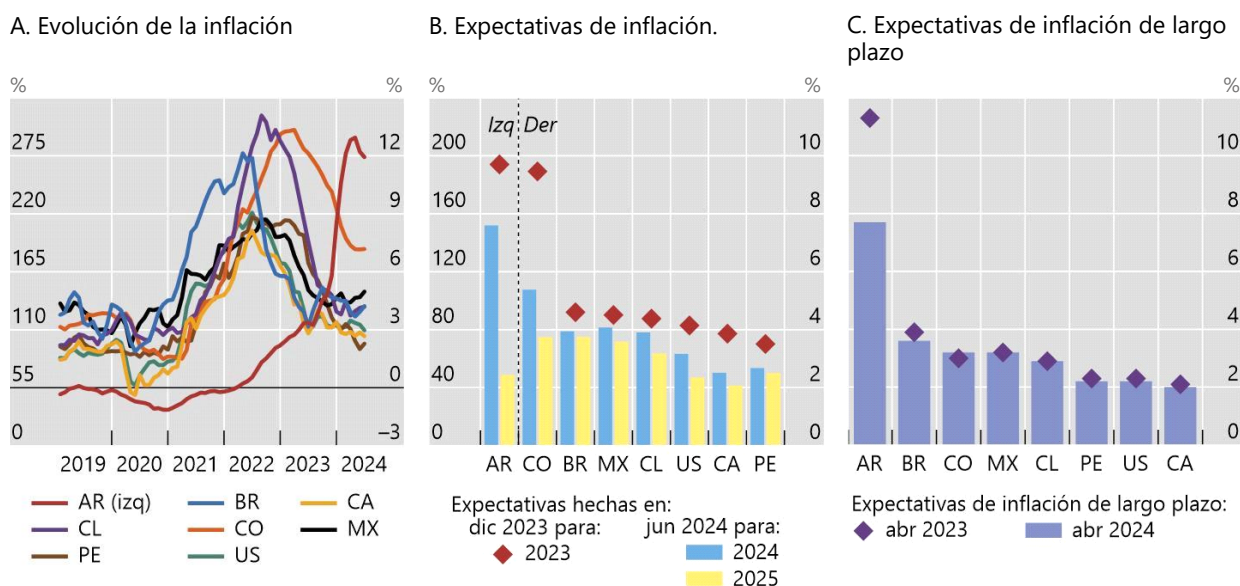 A. Evolución de la inflación
%
%
275
220
165
110
55
0
12
9
6
3
0
–3
2019 2020 2021 2022 2023 2024
AR (izq)
BR
CA
CL
CO
MX
PE
US
B. Expectativas de inflación.
%
%
Izq Der
200
160
120
80
40
0
10
8
6
4
2
0
AR CO BR MX CL US CA PE
Expectativas hechas en:
dic 2023 para:
jun 2024 para:
2023
2024
2025
C. Expectativas de inflación de largo
plazo
%
10
8
6
4
2
0
AR BR CO MX CL PE US CA
Expectativas de inflación de largo plazo:
abr 2023
abr 2024